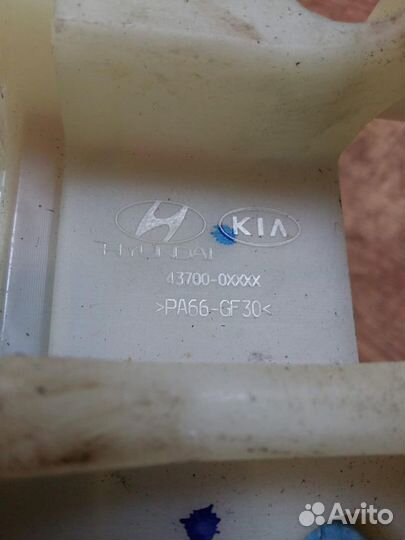 KIA
HYUNDAI
43700-0XXXX
>PA66-GF30<
Avito